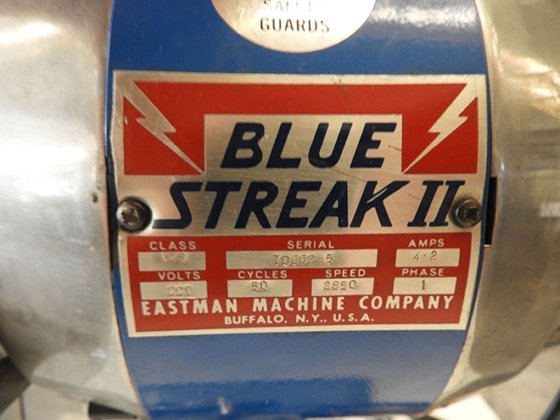 SAFETY
GUARDS
BLUE
STREAK II
CLASS SERIAL AMPS
4·2
VOLTS CYCLES SPEED PHASE
220 50 2850 1
EASTMAN MACHINE COMPANY
BUFFALO, N.Y., U.S.A.